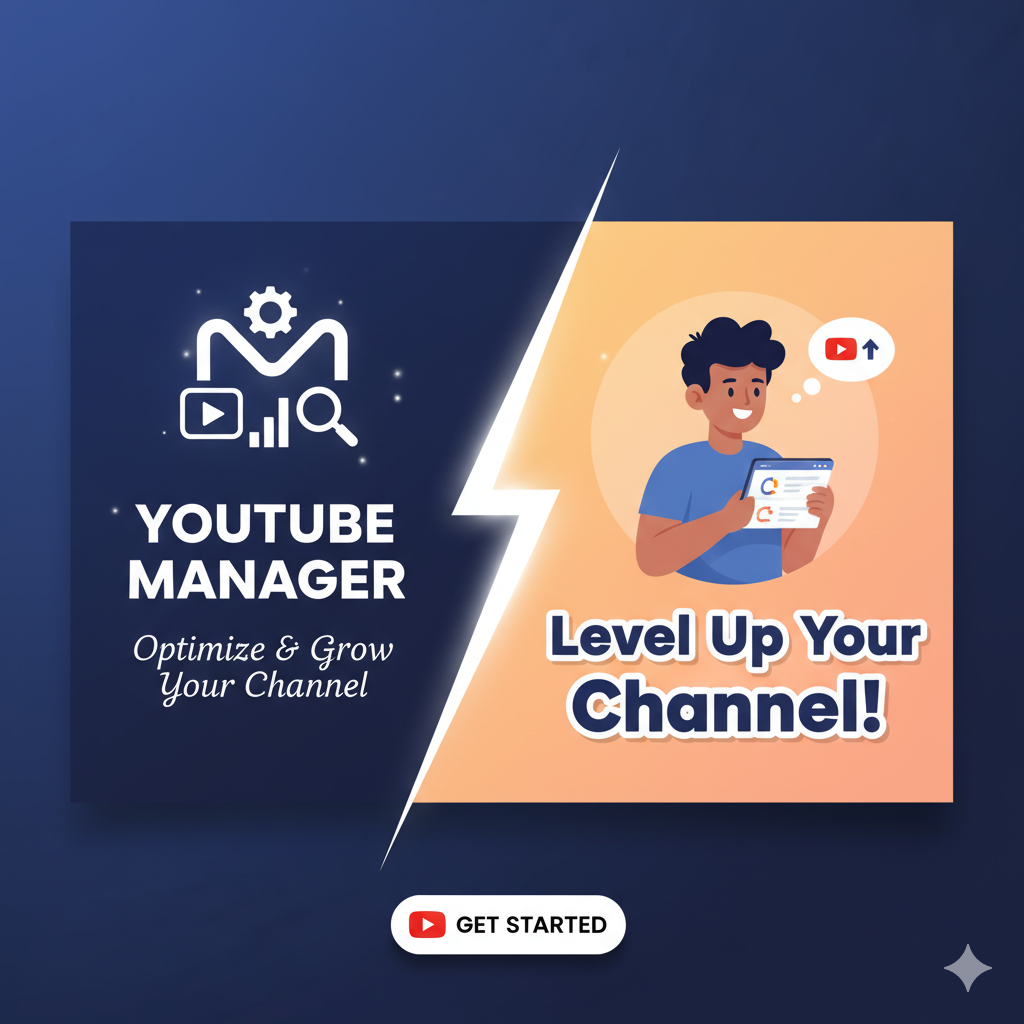 YOUTUBE
MANAGER
Optimize & Grow
Your Channel
Level Up Your
Channel!
GET STARTED